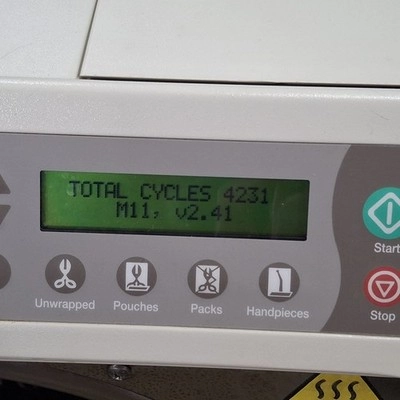 TOTAL CYCLES 4231
M11, v2.41
Start
Unwrapped
Pouches
Packs
Handpieces
Stop